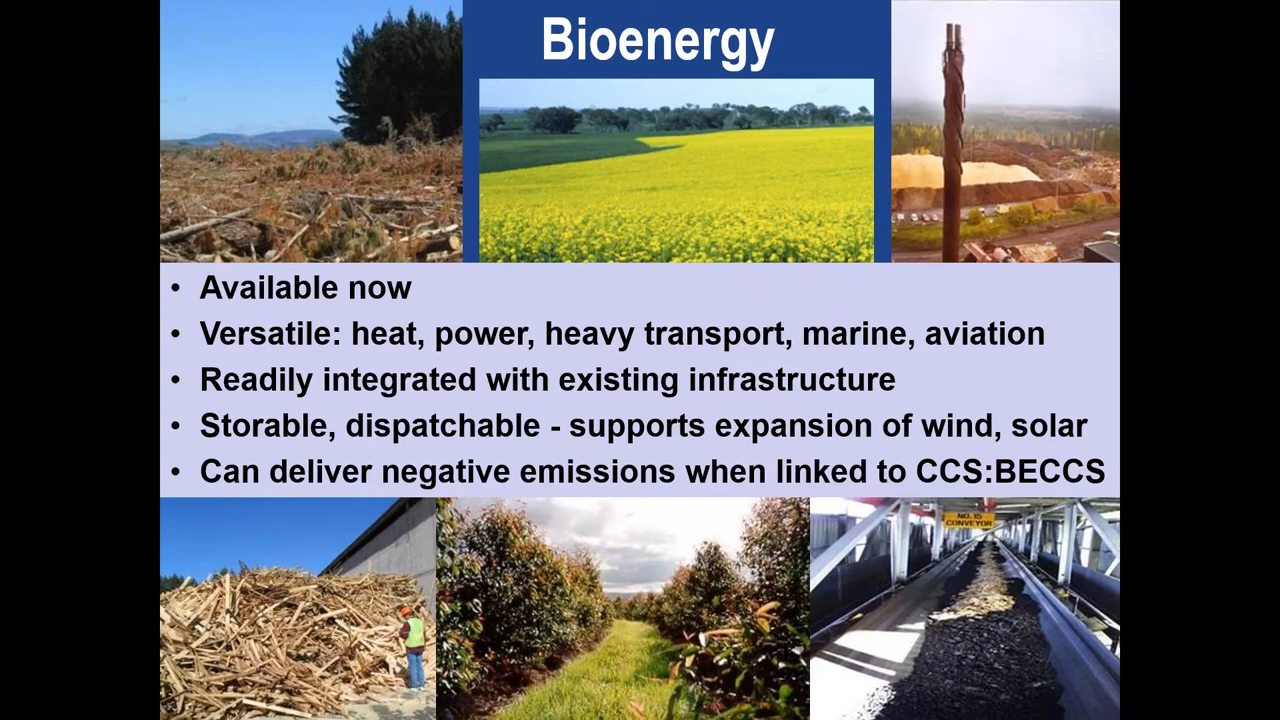 Bioenergy
• Available now
• Versatile: heat, power, heavy transport, marine, aviation
• Readily integrated with existing infrastructure
• Storable, dispatchable - supports expansion of wind, solar
• Can deliver negative emissions when linked to CCS:BECCS
NO. 15
CONVEYOR